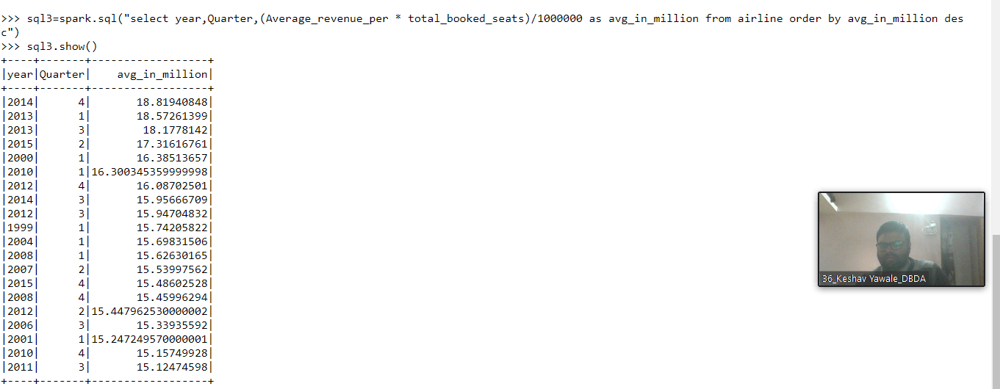 >>> sql3=spark.sql("select year,Quarter,(Average_revenue_per * total_booked_seats)/1000000 as avg_in_million from airline order by avg_in_million des
c")
>>> sql3.show()
+----+-------+------------------+
|year|Quarter|    avg_in_million|
+----+-------+------------------+
|2014|      4|       18.81940848|
|2013|      1|       18.57261399|
|2013|      3|        18.1778142|
|2015|      2|       17.31616761|
|2000|      1|       16.38513657|
|2010|      1|16.300345359999998|
|2012|      4|       16.08702501|
|2014|      3|       15.95666709|
|2012|      3|       15.94704832|
|1999|      1|       15.74205822|
|2004|      1|       15.69831506|
|2008|      1|       15.62630165|
|2007|      2|       15.53997562|
|2015|      4|       15.48602528|
|2008|      4|       15.45996294|
|2012|      2|15.447962530000002|
|2006|      3|       15.33935592|
|2001|      1|15.247249570000001|
|2010|      4|       15.15749928|
|2011|      3|       15.12474598|
+----+-------+------------------+
36_Keshav Yawale_DBDA